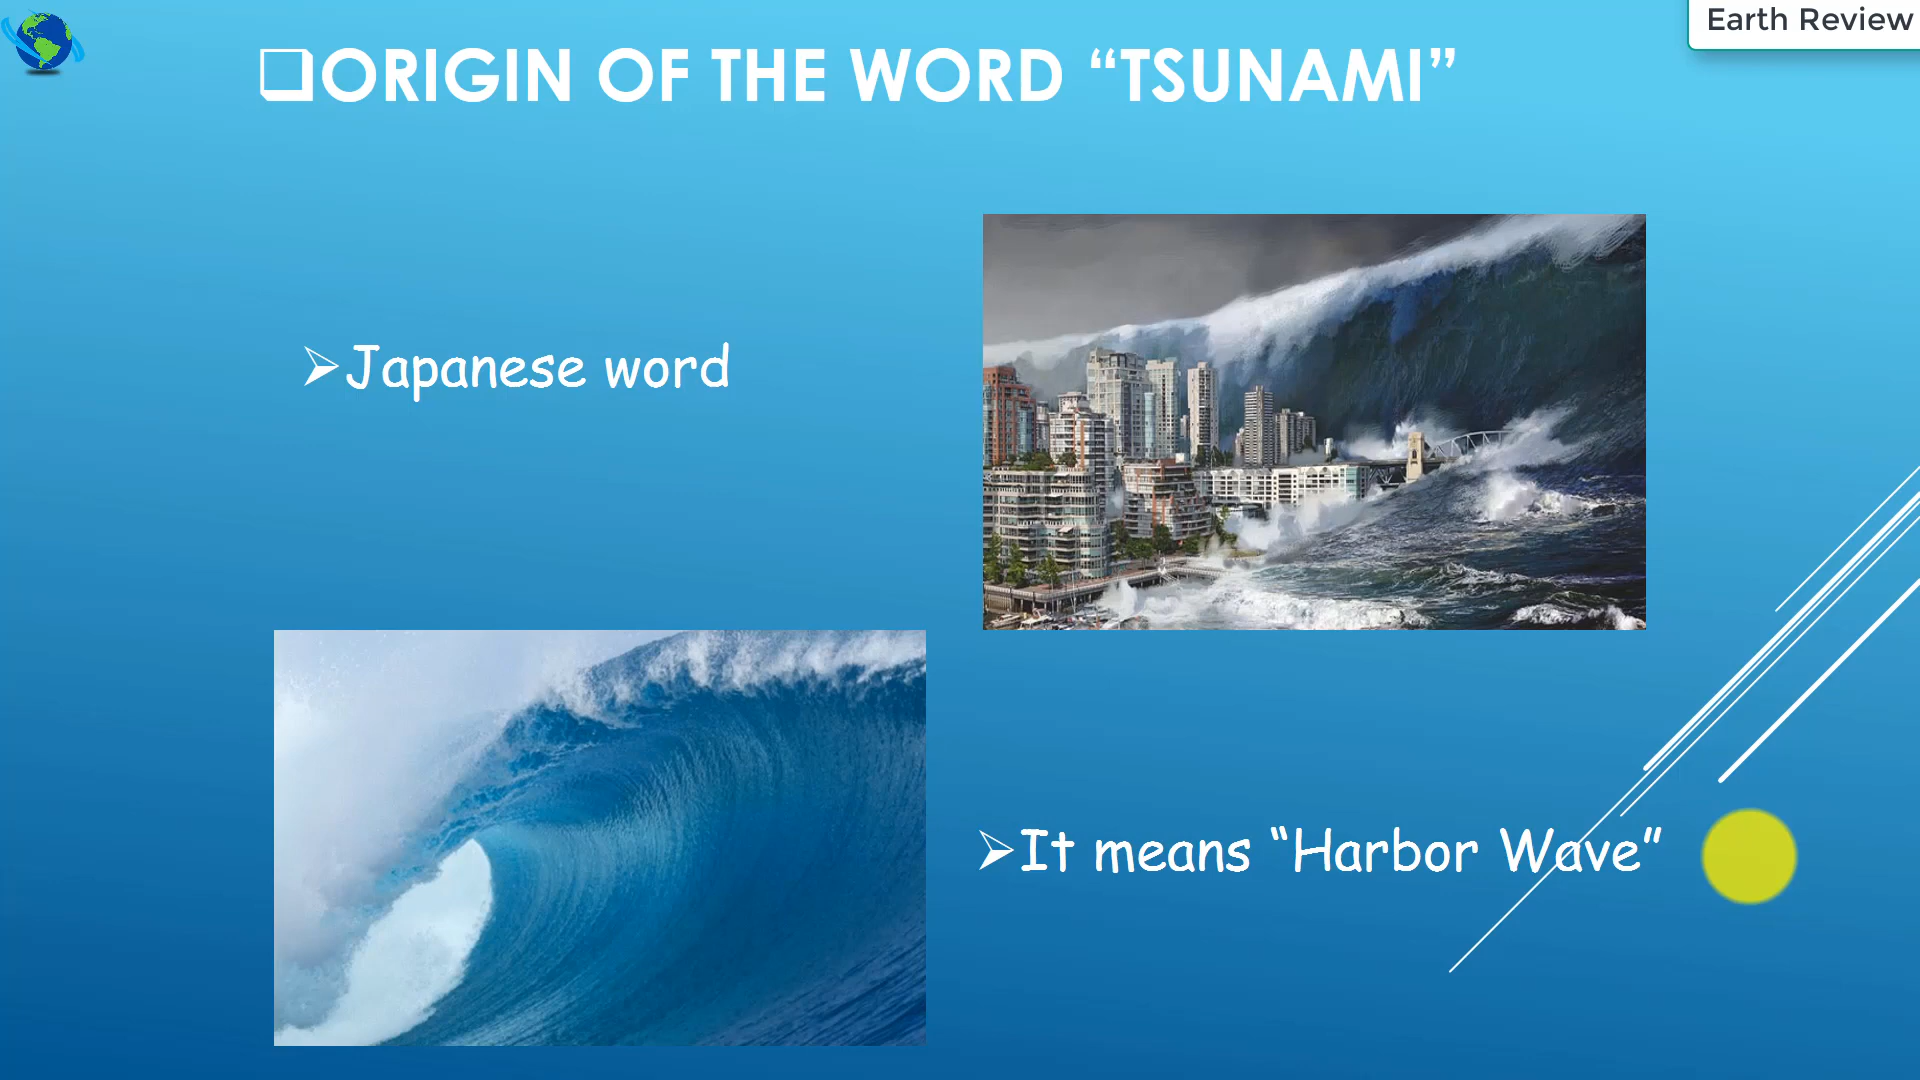 Earth Review
ORIGIN OF THE WORD “TSUNAMI”
Japanese word
It means “Harbor Wave”